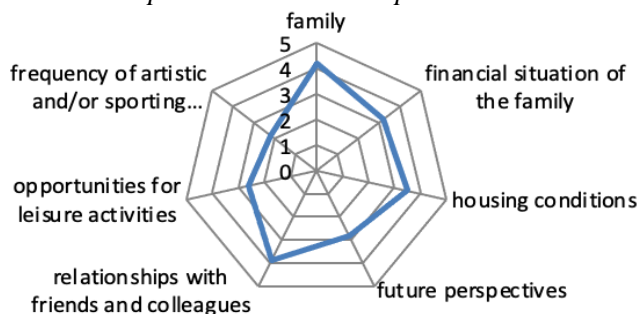 family
5
4
3
2
1
0
frequency of artistic
and/or sporting...
financial situation of
the family
opportunities for
leisure activities
housing conditions
relationships with
friends and colleagues
future perspectives